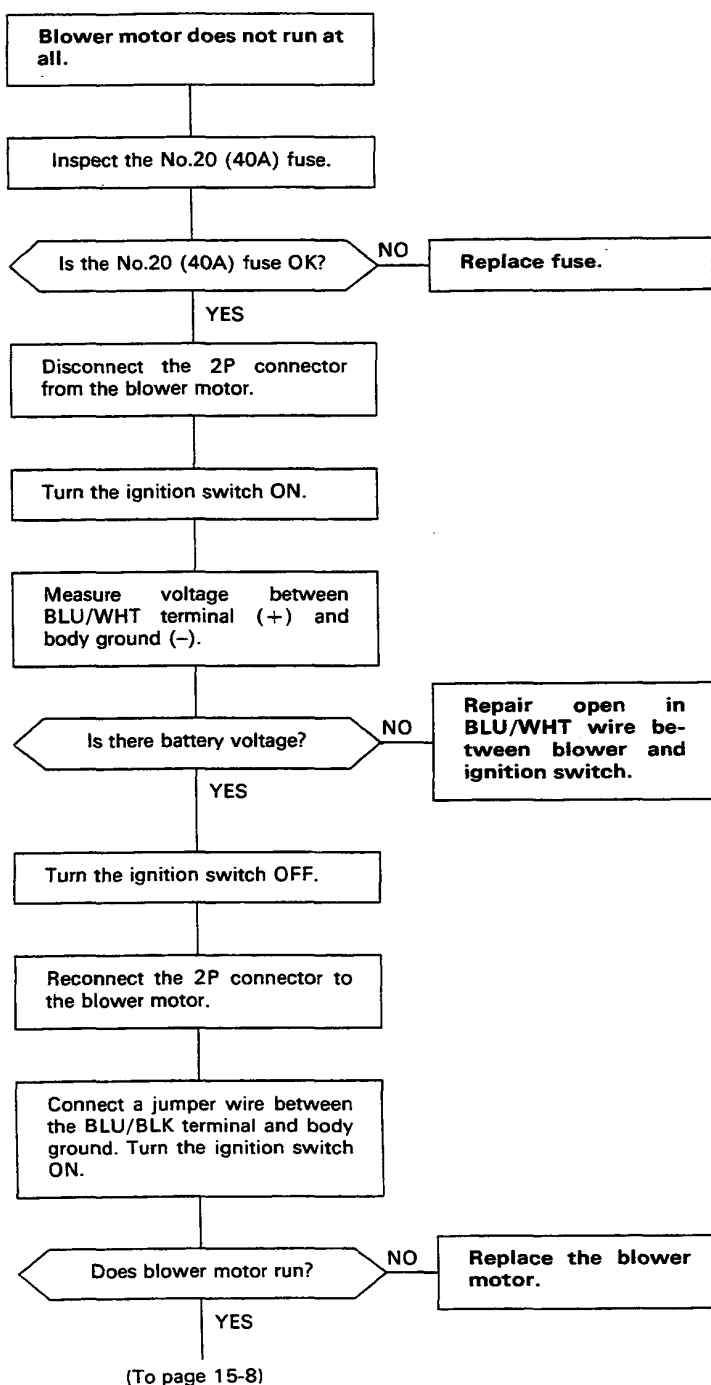 Blower motor does not run at
all.
Inspect the No.20 (40A) fuse.
Is the No.20 (40A) fuse OK?
NO
Replace fuse.
YES
Disconnect the 2P connector
from the blower motor.
Turn the ignition switch ON.
Measure voltage between
BLU/WHT terminal (+) and
body ground (–).
Is there battery voltage?
NO
Repair open in
BLU/WHT wire be-
tween blower and
ignition switch.
YES
Turn the ignition switch OFF.
Reconnect the 2P connector to
the blower motor.
Connect a jumper wire between
the BLU/BLK terminal and body
ground. Turn the ignition switch
ON.
Does blower motor run?
NO
Replace the blower
motor.
YES
(To page 15-8)